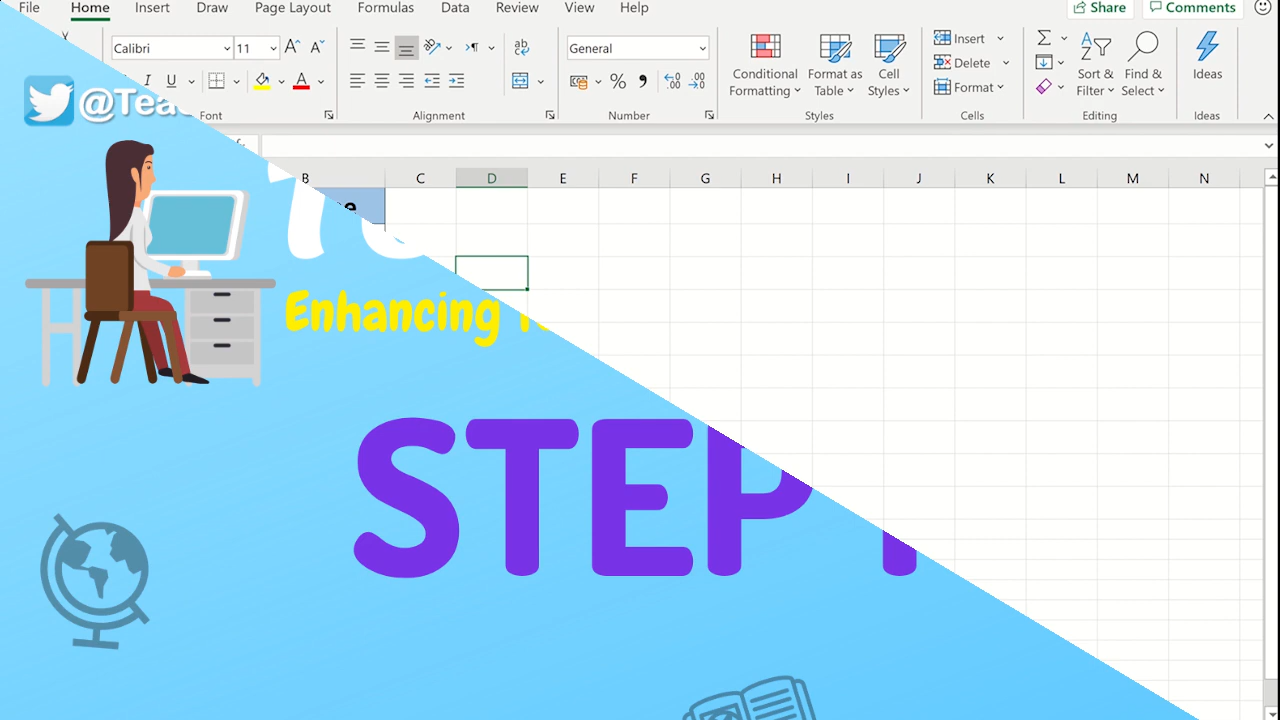 File Home Insert Draw Page Layout Formulas Data Review View Help Share Comments
Calibri 11 General
Conditional Formatting Format as Table Cell Styles
Insert
Delete
Format
Sort & Filter Find & Select Ideas
Font Alignment Number Styles Cells Editing Ideas
B C D E F G H I J K L M N
Enhancing
STEP